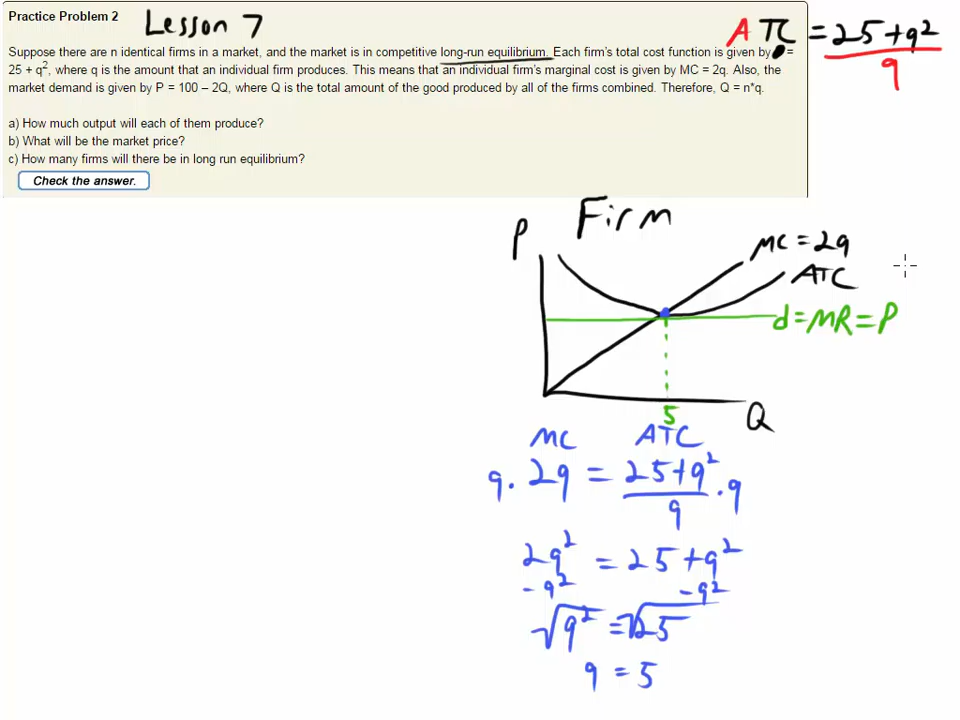 Practice Problem 2
Lesson 7
Suppose there are n identical firms in a market, and the market is in competitive long-run equilibrium. Each firm's total cost function is given by =
25 + q², where q is the amount that an individual firm produces. This means that an individual firm's marginal cost is given by MC = 2q. Also, the
market demand is given by P = 100 – 2Q, where Q is the total amount of the good produced by all of the firms combined. Therefore, Q = n*q.
a) How much output will each of them produce?
b) What will be the market price?
c) How many firms will there be in long run equilibrium?
Check the answer.
ATC = 25+q²
q
Firm
P
MC = 2q
ATC
d = MR = P
5
Q
MC ATC
q · 2q = 25+q² · q
q
2q² = 25 + q²
- q² - q²
√q² = √25
q = 5